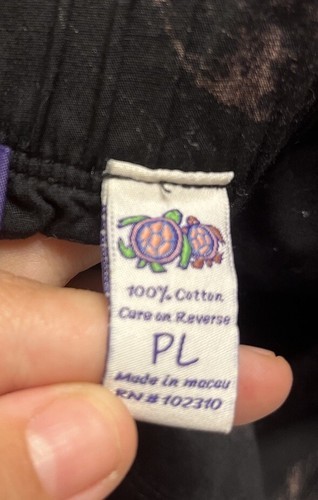 100% Cotton
Care on Reverse
PL
Made in macau
RN # 102310